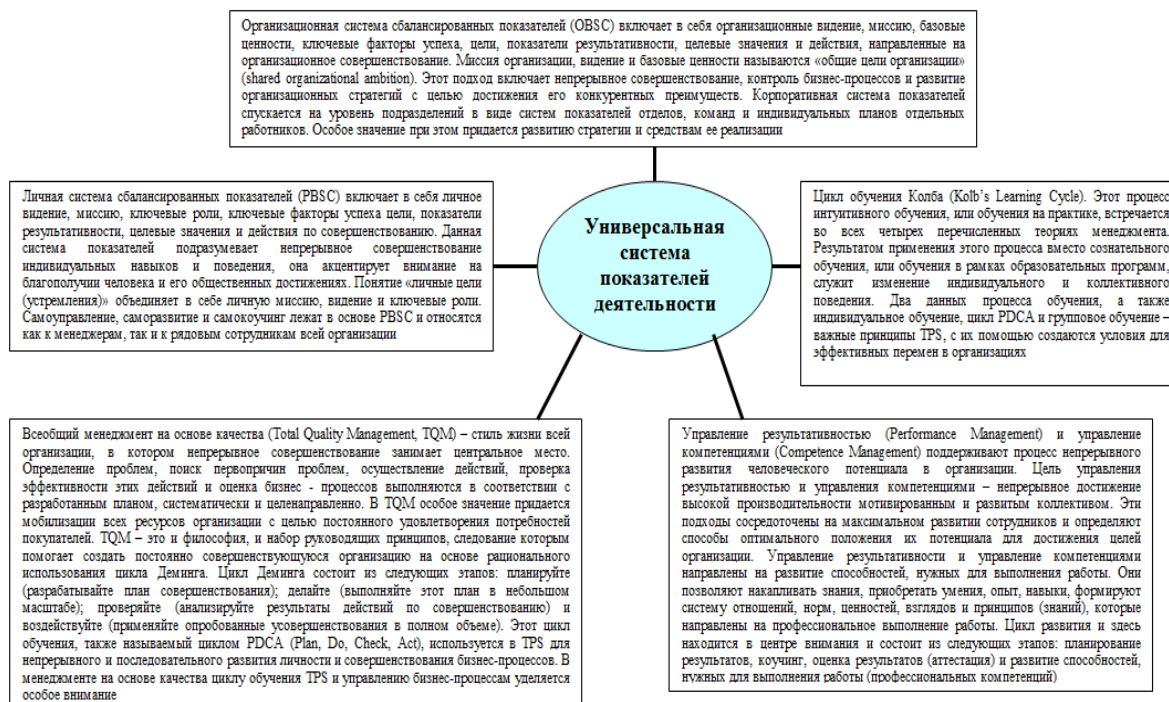 Организационная система сбалансированных показателей (OBSC) включает в себя организационные видение, миссию, базовые
ценности, ключевые факторы успеха, цели, показатели результативности, целевые значения и действия, направленные на
организационное совершенствование. Миссия организации, видение и базовые ценности называются «общие цели организации»
(shared organizational ambition). Этот подход включает непрерывное совершенствование, контроль бизнес-процессов и развитие
организационных стратегий с целью достижения его конкурентных преимуществ. Корпоративная система показателей
спускается на уровень подразделений в виде систем показателей отделов, команд и индивидуальных планов отдельных
работников. Особое значение при этом придается развитию стратегии и средствам ее реализации
Личная система сбалансированных показателей (PBSC) включает в себя личное
видение, миссию, ключевые роли, ключевые факторы успеха цели, показатели
результативности, целевые значения и действия по совершенствованию. Данная
система показателей подразумевает непрерывное совершенствование
индивидуальных навыков и поведения, она акцентирует внимание на
благополучии человека и его общественных достижениях. Понятие «личные цели
(устремления)» объединяет в себе личную миссию, видение и ключевые роли.
Самоуправление, саморазвитие и самокоучинг лежат в основе PBSC и относятся
как к менеджерам, так и к рядовым сотрудникам всей организации
Универсальная
система
показателей
деятельности
Цикл обучения Колба (Kolb’s Learning Cycle). Этот процесс
интуитивного обучения, или обучения на практике, встречается
во всех четырех перечисленных теориях менеджмента.
Результатом применения этого процесса вместо сознательного
обучения, или обучения в рамках образовательных программ,
служит изменение индивидуального и коллективного
поведения. Два данных процесса обучения, а также
индивидуальное обучение, цикл PDCA и групповое обучение –
важные принципы TPS, с их помощью создаются условия для
эффективных перемен в организациях
Всеобщий менеджмент на основе качества (Total Quality Management, TQM) – стиль жизни всей
организации, в котором непрерывное совершенствование занимает центральное место.
Определение проблем, поиск первопричин проблем, осуществление действий, проверка
эффективности этих действий и оценка бизнес - процессов выполняются в соответствии с
разработанным планом, систематически и целенаправленно. В TQM особое значение придается
мобилизации всех ресурсов организации с целью постоянного удовлетворения потребностей
покупателей. TQM – это и философия, и набор руководящих принципов, следование которым
помогает создать постоянно совершенствующуюся организацию на основе рационального
использования цикла Деминга. Цикл Деминга состоит из следующих этапов: планируйте
(разрабатывайте план совершенствования); делайте (выполняйте этот план в небольшом
масштабе); проверяйте (анализируйте результаты действий по совершенствованию) и
воздействуйте (применяйте опробованные усовершенствования в полном объеме). Этот цикл
обучения, также называемый циклом PDCA (Plan, Do, Check, Act), используется в TPS для
непрерывного и последовательного развития личности и совершенствования бизнес-процессов. В
менеджменте на основе качества циклу обучения TPS и управлению бизнес-процессам уделяется
особое внимание
Управление результативностью (Performance Management) и управление
компетенциями (Competence Management) поддерживают процесс непрерывного
развития человеческого потенциала в организации. Цель управления
результативностью и управления компетенциями – непрерывное достижение
высокой производительности мотивированным и развитым коллективом. Эти
подходы сосредоточены на максимальном развитии сотрудников и определяют
способы оптимального положения их потенциала для достижения целей
организации. Управление результативности и управление компетенциями
направлены на развитие способностей, нужных для выполнения работы. Они
позволяют накапливать знания, приобретать умения, опыт, навыки, формируют
систему отношений, норм, ценностей, взглядов и принципов (знаний), которые
направлены на профессиональное выполнение работы. Цикл развития и здесь
находится в центре внимания и состоит из следующих этапов: планирование
результатов, коучинг, оценка результатов (аттестация) и развитие способностей,
нужных для выполнения работы (профессиональных компетенций)